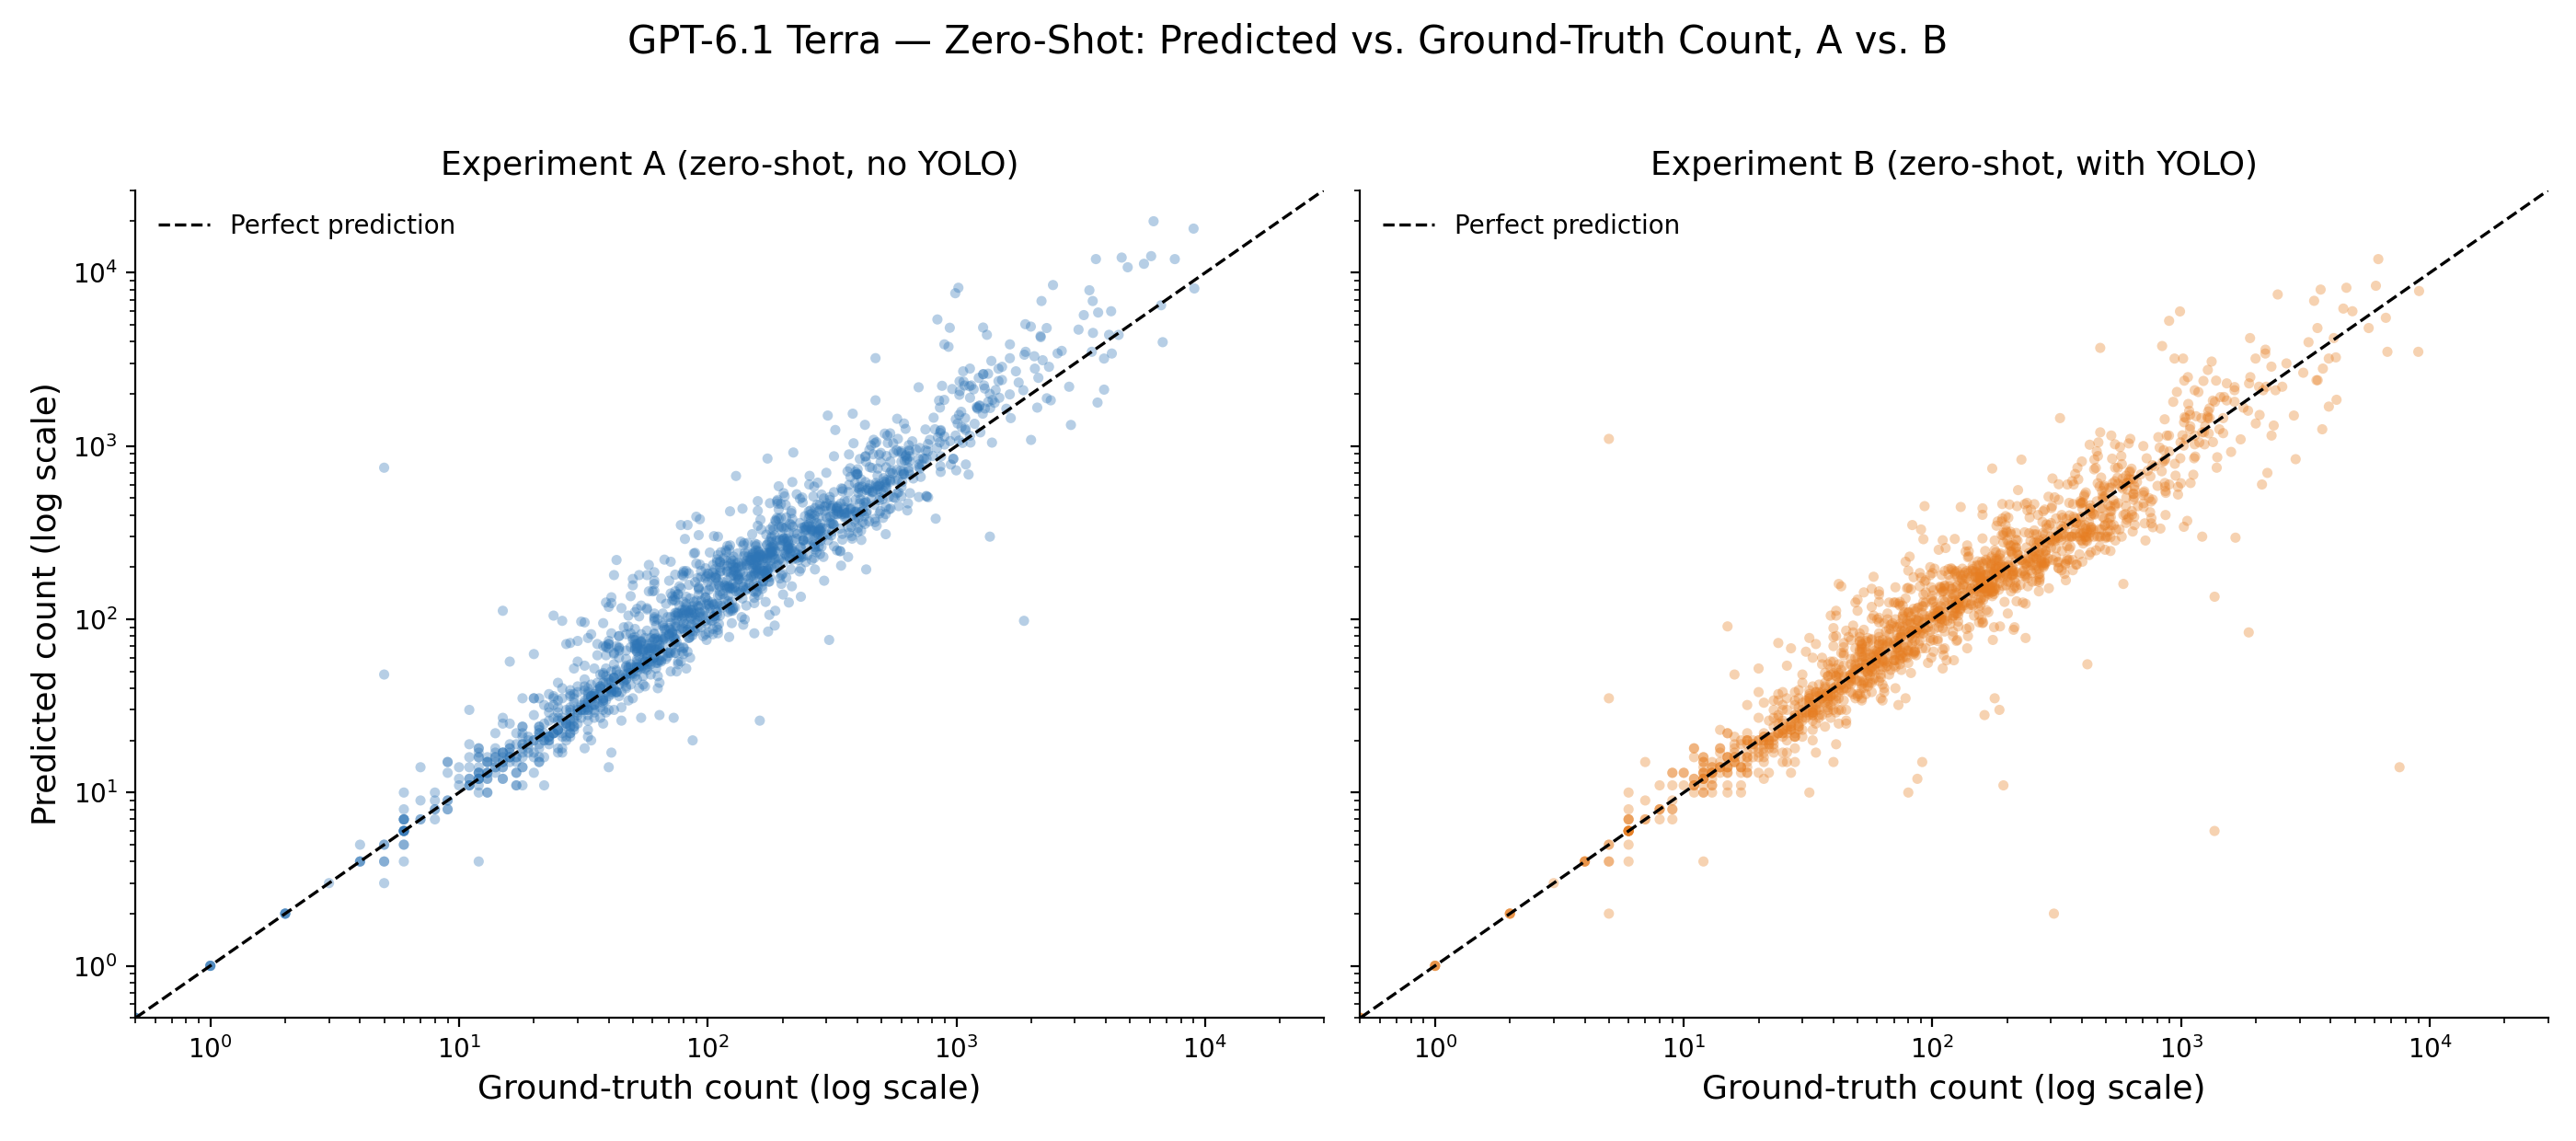 GPT-6.1 Terra — Zero-Shot: Predicted vs. Ground-Truth Count, A vs. B
Experiment A (zero-shot, no YOLO)
Perfect prediction
Predicted count (log scale)
10⁴
10³
10²
10¹
10⁰
10⁰ 10¹ 10² 10³ 10⁴
Ground-truth count (log scale)
Experiment B (zero-shot, with YOLO)
Perfect prediction
10⁰ 10¹ 10² 10³ 10⁴
Ground-truth count (log scale)